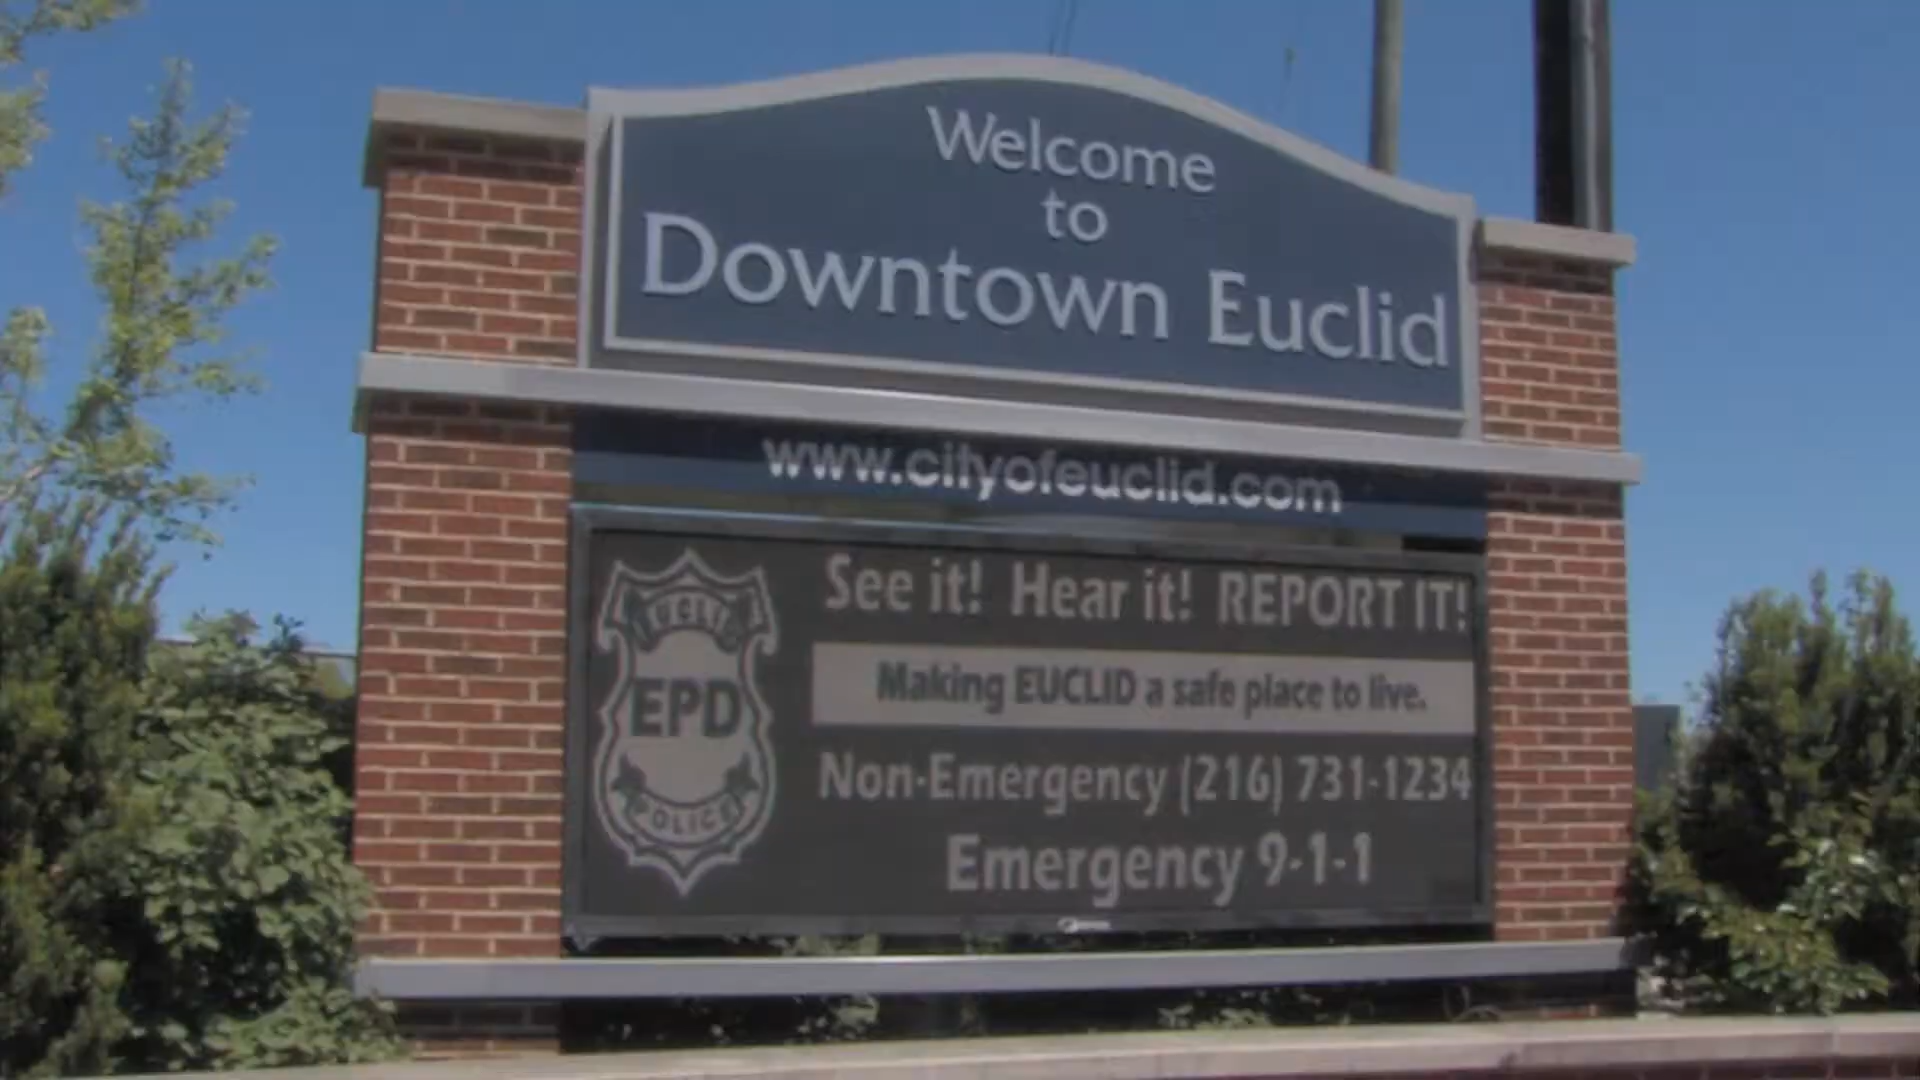 Welcome
to
Downtown Euclid
www.cityofeuclid.com
See it! Hear it! REPORT IT!
Making EUCLID a safe place to live.
Non-Emergency (216) 731-1234
Emergency 9-1-1
EUCLID
EPD
POLICE